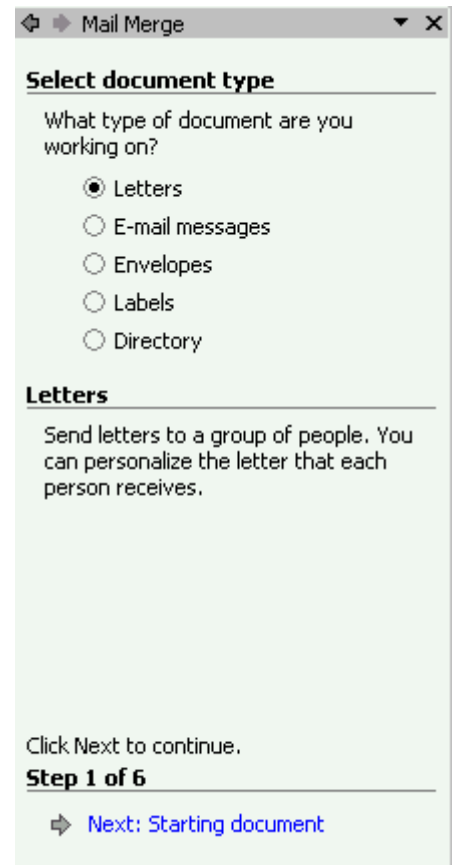 Mail Merge
Select document type
What type of document are you
working on?
Letters
E-mail messages
Envelopes
Labels
Directory
Letters
Send letters to a group of people. You
can personalize the letter that each
person receives.
Click Next to continue.
Step 1 of 6
Next: Starting document